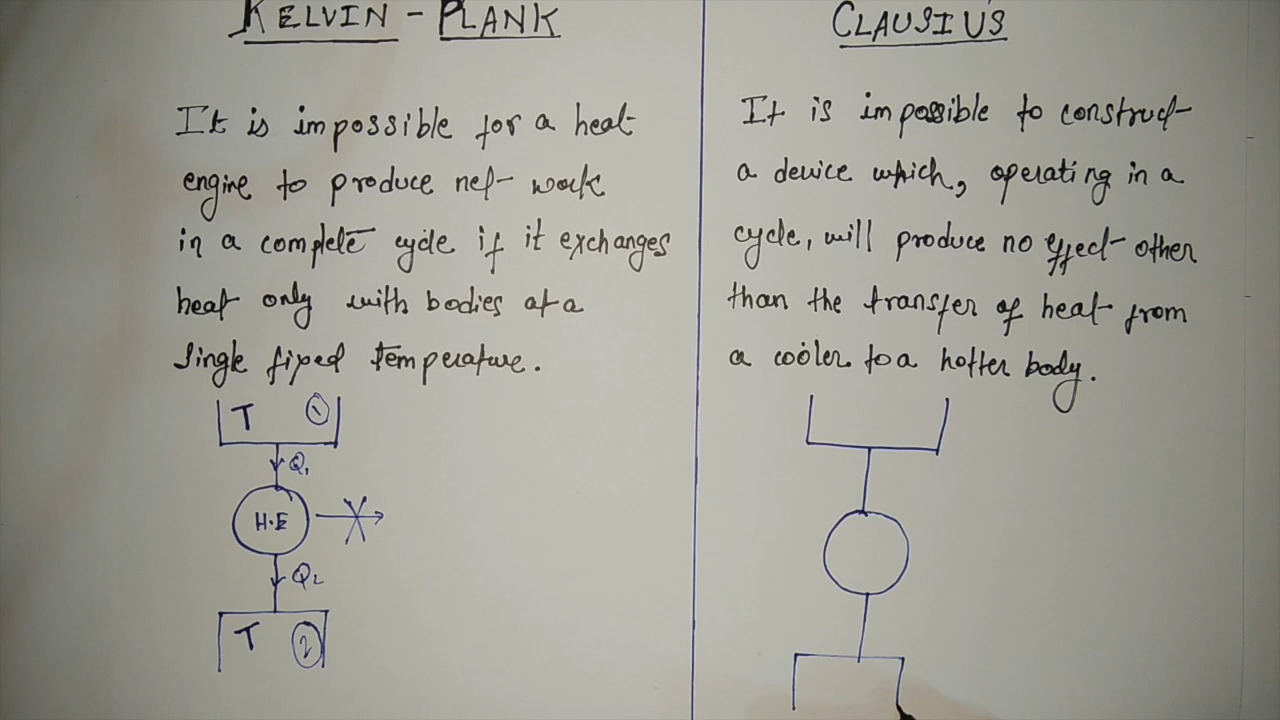 KELVIN - PLANK
It is impossible for a heat
engine to produce net work
in a complete cycle if it exchanges
heat only with bodies at a
single fixed temperature.
T 1
Q1
H.E
Q2
T 2
CLAUSIUS
It is impossible to construct
a device which, operating in a
cycle, will produce no effect other
than the transfer of heat from
a cooler to a hotter body.